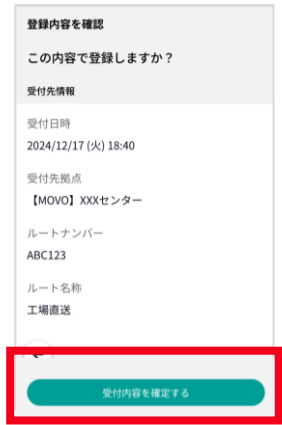 登録内容を確認
この内容で登録しますか？
受付先情報
受付日時
2024/12/17 (火) 18:40
受付先拠点
【MOVO】XXXセンター
ルートナンバー
ABC123
ルート名称
工場直送
受付内容を確定する